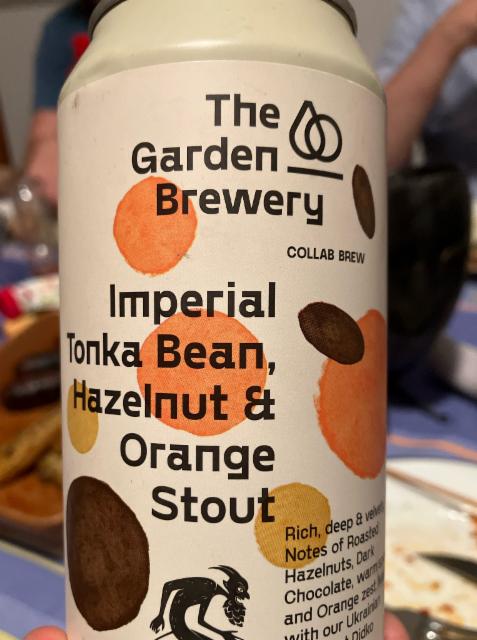 The
Garden
Brewery
COLLAB BREW
Imperial
Tonka Bean,
Hazelnut &
Orange
Stout
Rich, deep & velvety
Notes of Roasted
Hazelnuts, Dark
Chocolate, warm
and Orange zest
with our Ukrainian
Didko